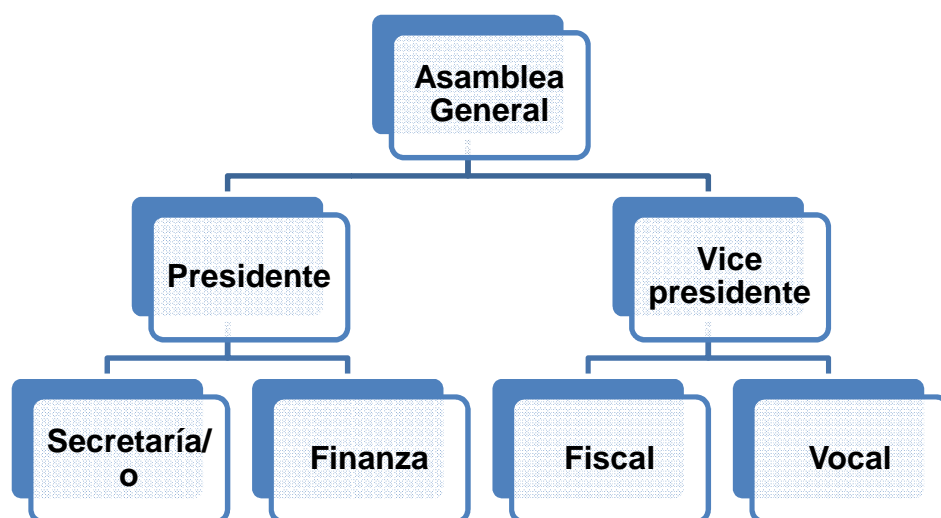 Asamblea
General
Presidente
Vice
presidente
Secretaría/
o
Finanza
Fiscal
Vocal